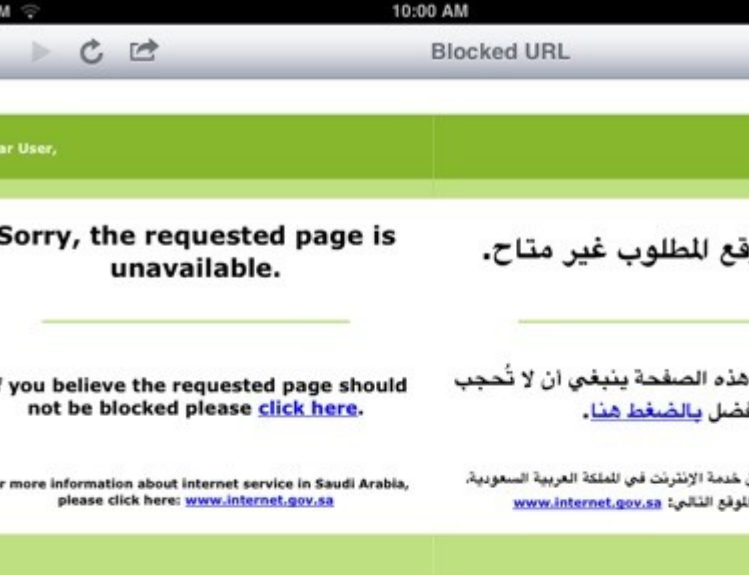 10:00 AM
Blocked URL
User,
Sorry, the requested page is
unavailable.
المطلوب غير متاح.
you believe the requested page should
not be blocked please click here.
هذه الصفحة ينبغي أن لا تُحجب
بالضغط هنا.
more information about internet service in Saudi Arabia,
please click here: www.internet.gov.sa
خدمة الإنترنت في المملكة العربية السعودية،
الموقع التالي: www.internet.gov.sa